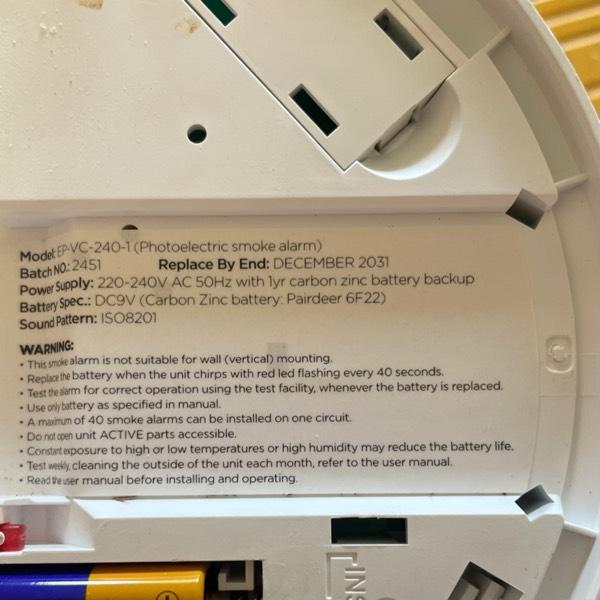 Model: EP-VC-240-1 (Photoelectric smoke alarm)
Batch NO.: 2451 Replace By End: DECEMBER 2031
Power Supply: 220-240V AC 50Hz with 1yr carbon zinc battery backup
Battery Spec.: DC9V (Carbon Zinc battery: Pairdeer 6F22)
Sound Pattern: ISO8201
WARNING:
• This smoke alarm is not suitable for wall (vertical) mounting.
• Replace the battery when the unit chirps with red led flashing every 40 seconds.
• Test the alarm for correct operation using the test facility, whenever the battery is replaced.
• Use only battery as specified in manual.
• A maximum of 40 smoke alarms can be installed on one circuit.
• Do not open unit ACTIVE parts accessible.
• Constant exposure to high or low temperatures or high humidity may reduce the battery life.
• Test weekly, cleaning the outside of the unit each month, refer to the user manual.
• Read the user manual before installing and operating.
INS